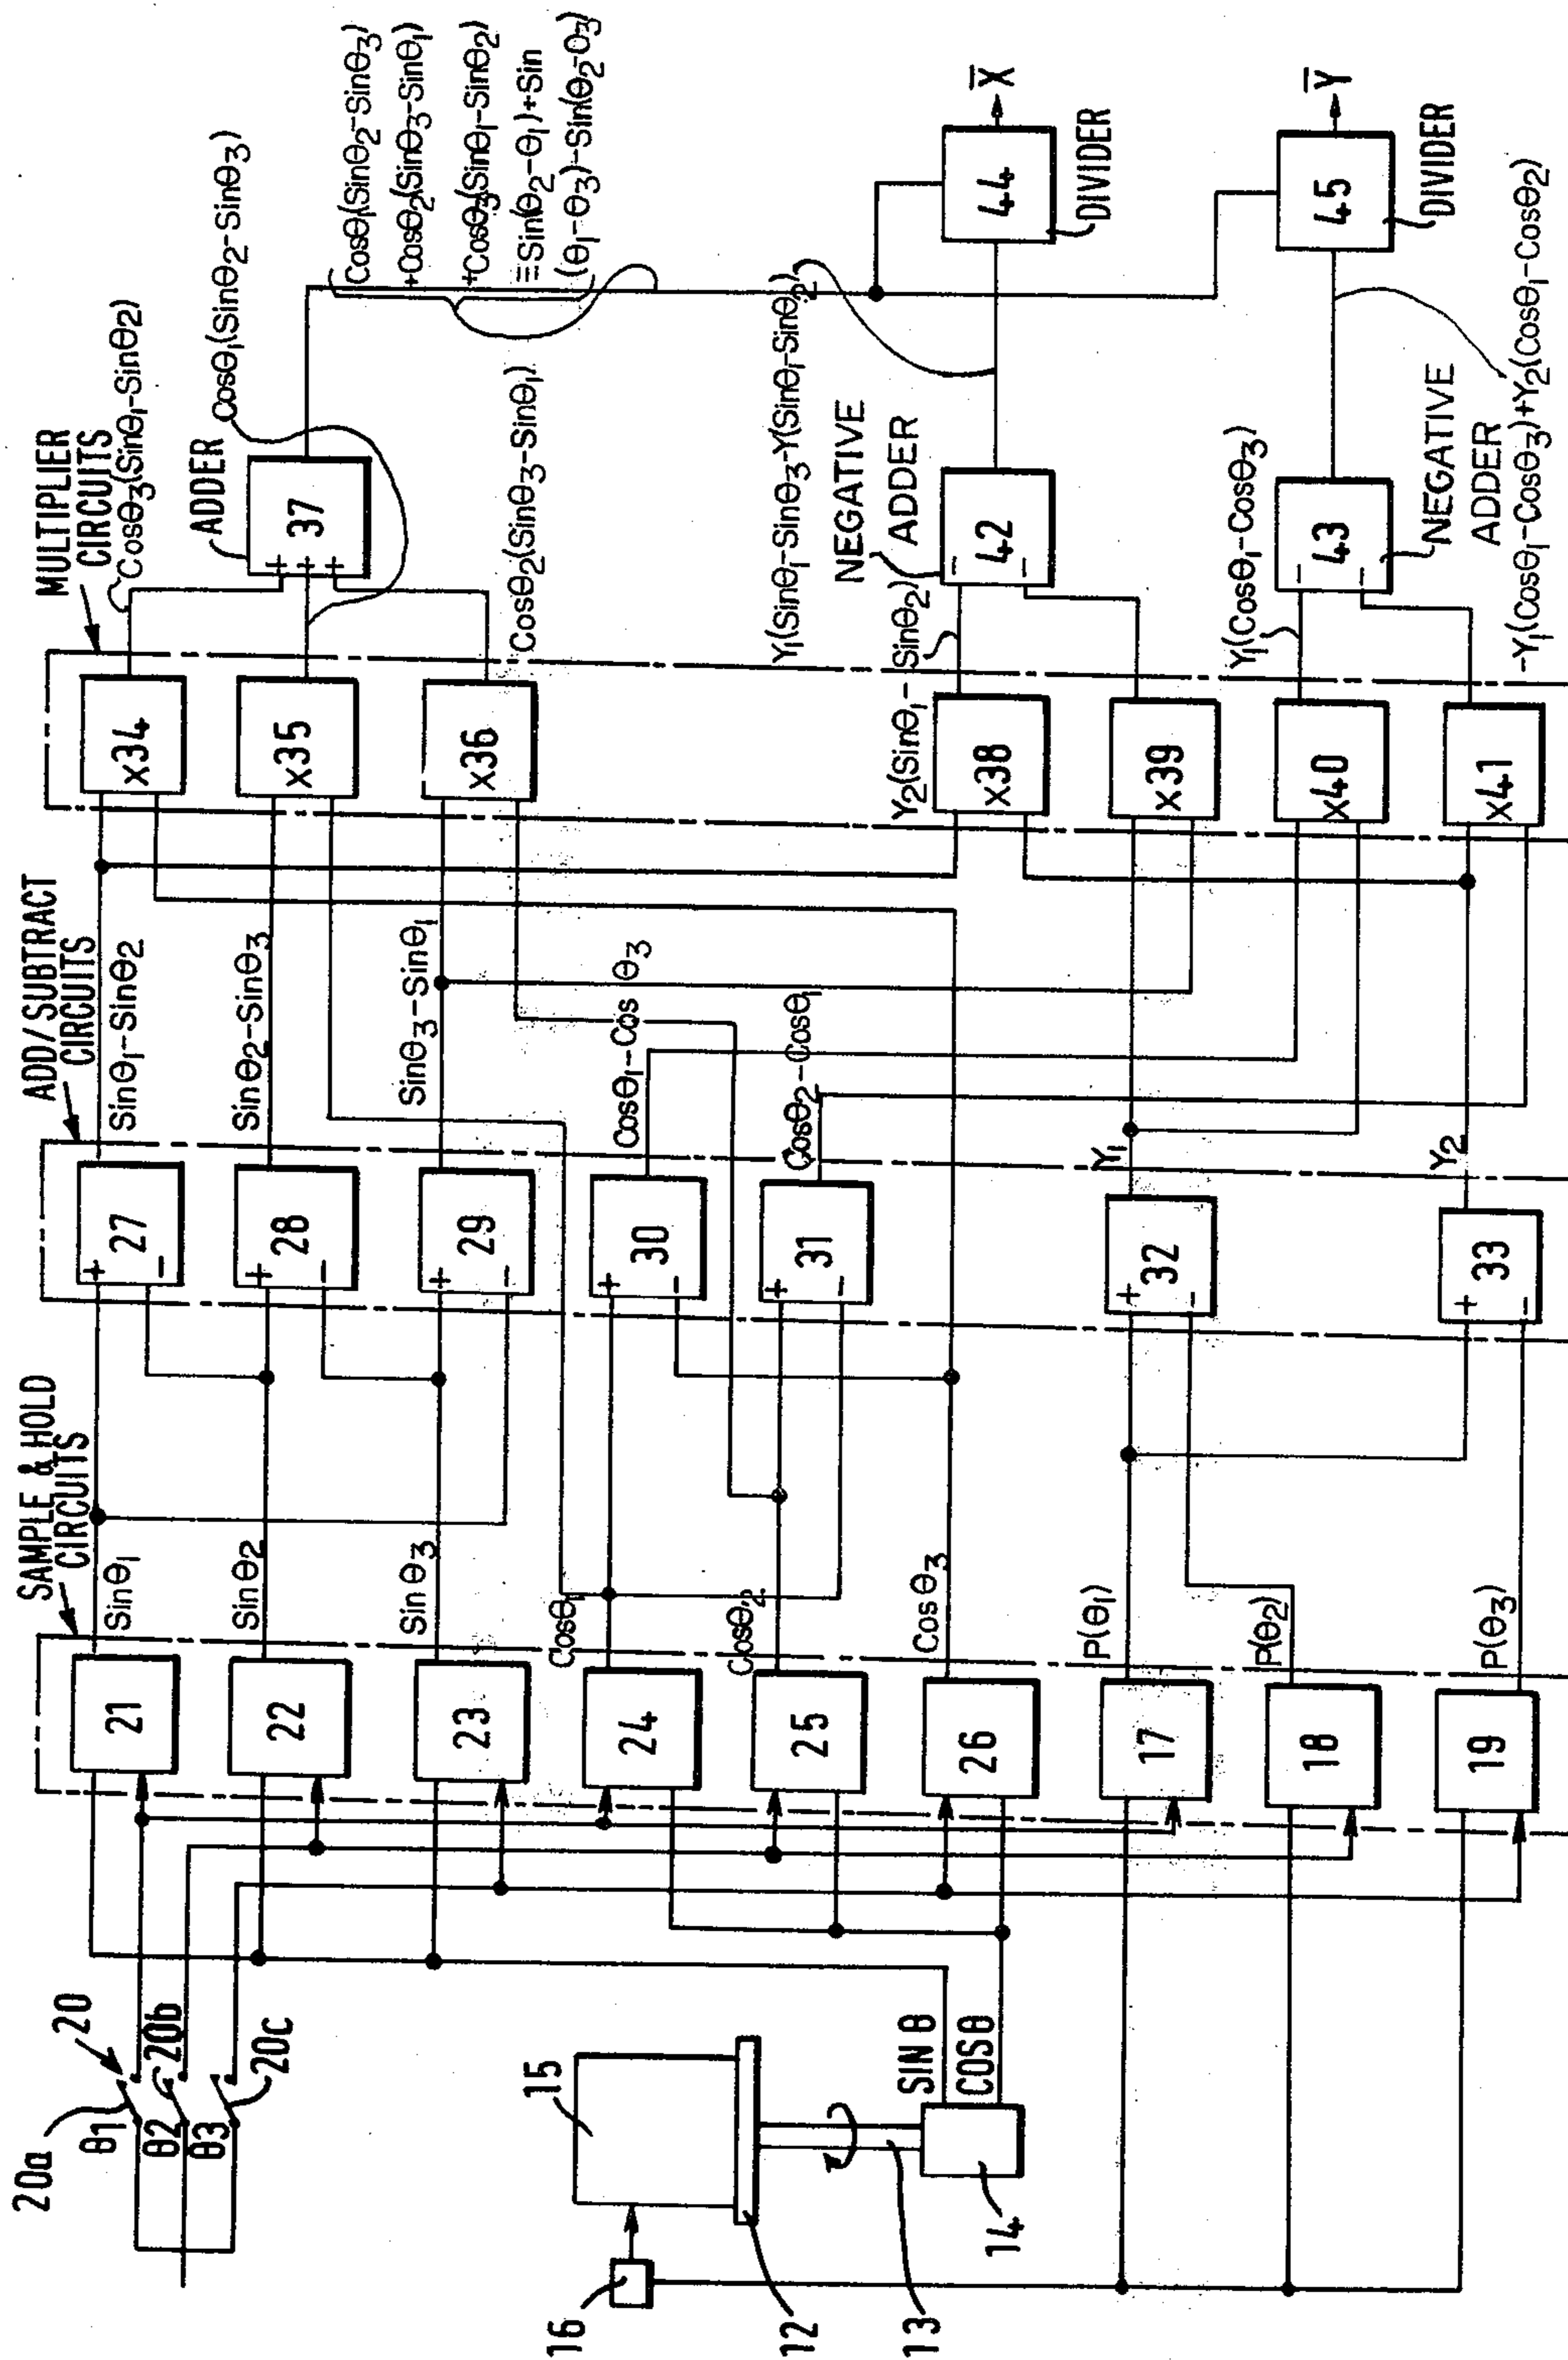 20a
20
θ1
θ2
θ3
20b
20c
16
15
12
13
14
SIN θ
COSθ
SAMPLE & HOLD
CIRCUITS
21
22
23
24
25
26
17
18
19
Sinθ1
Sinθ2
Sinθ3
Cosθ1
Cosθ2
Cosθ3
P(θ1)
P(θ2)
P(θ3)
ADD/SUBTRACT
CIRCUITS
+ 27 -
+ 28 -
+ 29 -
+ 30 -
+ 31 -
+ 32 -
+ 33 -
Sinθ1-Sinθ2
Sinθ2-Sinθ3
Sinθ3-Sinθ1
Cosθ1-Cos θ3
Cosθ2-Cosθ1
Y1
Y2
MULTIPLIER
CIRCUITS
x34
x35
x36
x38
x39
x40
x41
Cosθ3(Sinθ1-Sinθ2)
Cosθ1(Sinθ2-Sinθ3)
Cosθ2(Sinθ3-Sinθ1)
Y2(Sinθ1-Sinθ2)
Y1(Cosθ1-Cosθ3)
ADDER
+ + + 37
NEGATIVE
ADDER
- 42 -
- 43 -
NEGATIVE
ADDER
Cosθ1(Sinθ2-Sinθ3)
+Cosθ2(Sinθ3-Sinθ1)
+Cosθ3(Sinθ1-Sinθ2)
≡Sin(θ2-θ1)+Sin
(θ1-θ3)-Sin(θ2-θ3)
Y1(Sinθ1-Sinθ3-Y(Sinθ1-Sinθ2)
-Y1(Cosθ1-Cosθ3)+Y2(Cosθ1-Cosθ2)
44
DIVIDER
X̄
45
DIVIDER
Ȳ